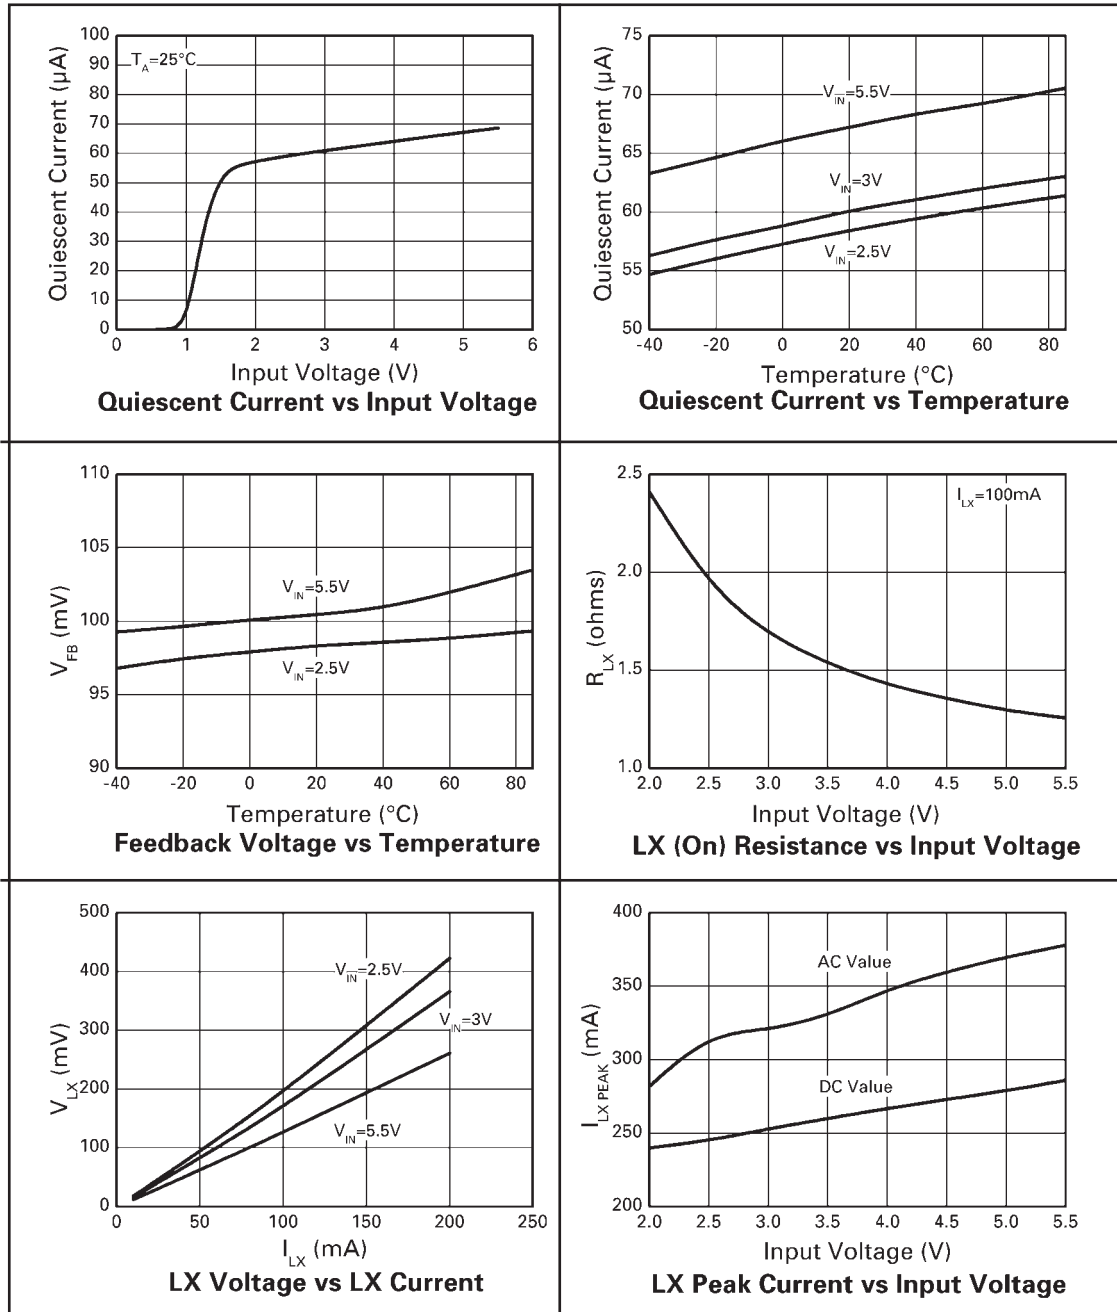 100
90
80
70
60
50
40
30
20
10
0
Quiescent Current (µA)
T_A=25°C
0 1 2 3 4 5 6
Input Voltage (V)
Quiescent Current vs Input Voltage
75
70
65
60
55
50
Quiescent Current (µA)
V_IN=5.5V
V_IN=3V
V_IN=2.5V
-40 -20 0 20 40 60 80
Temperature (°C)
Quiescent Current vs Temperature
110
105
100
95
90
V_FB (mV)
V_IN=5.5V
V_IN=2.5V
-40 -20 0 20 40 60 80
Temperature (°C)
Feedback Voltage vs Temperature
2.5
2.0
1.5
1.0
R_LX (ohms)
I_LX=100mA
2.0 2.5 3.0 3.5 4.0 4.5 5.0 5.5
Input Voltage (V)
LX (On) Resistance vs Input Voltage
500
400
300
200
100
0
V_LX (mV)
V_IN=2.5V
V_IN=3V
V_IN=5.5V
0 50 100 150 200 250
I_LX (mA)
LX Voltage vs LX Current
400
350
300
250
200
I_LX PEAK (mA)
AC Value
DC Value
2.0 2.5 3.0 3.5 4.0 4.5 5.0 5.5
Input Voltage (V)
LX Peak Current vs Input Voltage